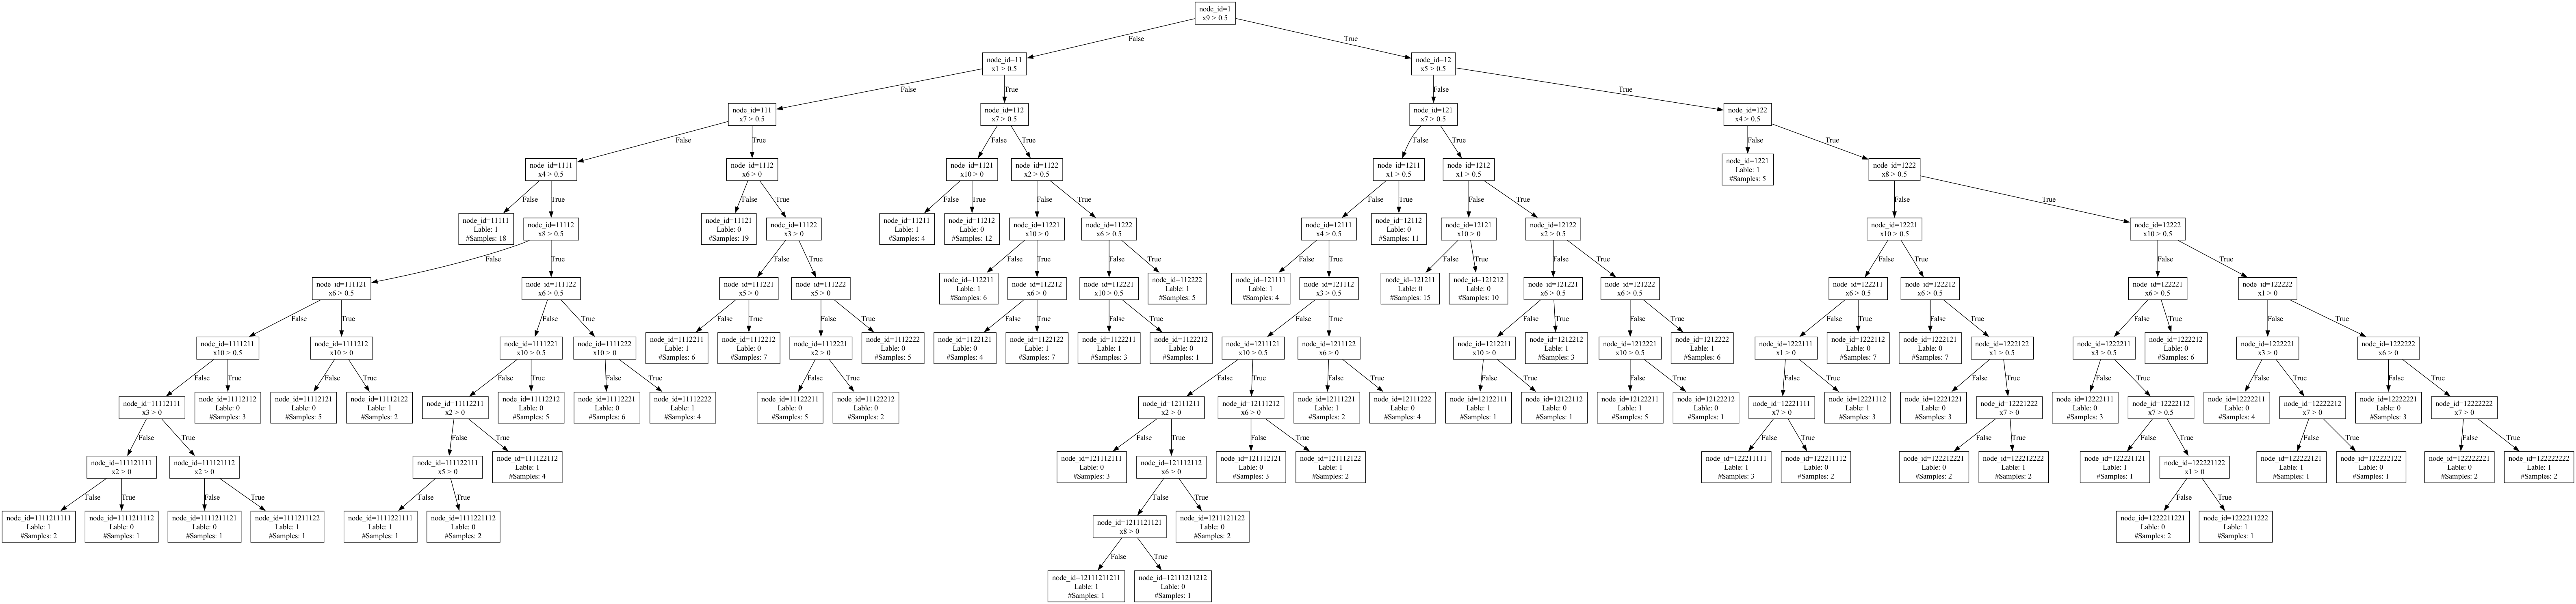 node_id=1
x9 > 0.5
False
True
node_id=11
x1 > 0.5
node_id=12
x5 > 0.5
False
True
False
True
node_id=111
x7 > 0.5
node_id=112
x7 > 0.5
node_id=121
x7 > 0.5
node_id=122
x4 > 0.5
False
True
False
True
False
True
False
True
node_id=1111
x4 > 0.5
node_id=1112
x6 > 0
node_id=1121
x10 > 0
node_id=1122
x2 > 0.5
node_id=1211
x1 > 0.5
node_id=1212
x1 > 0.5
node_id=1221
Lable: 1
#Samples: 5
node_id=1222
x8 > 0.5
False
True
False
True
False
True
False
True
False
True
False
True
False
True
node_id=11111
Lable: 1
#Samples: 18
node_id=11112
x8 > 0.5
node_id=11121
Lable: 0
#Samples: 19
node_id=11122
x3 > 0
node_id=11211
Lable: 1
#Samples: 4
node_id=11212
Lable: 0
#Samples: 12
node_id=11221
x10 > 0
node_id=11222
x6 > 0.5
node_id=12111
x4 > 0.5
node_id=12112
Lable: 0
#Samples: 11
node_id=12121
x10 > 0
node_id=12122
x2 > 0.5
node_id=12221
x10 > 0.5
node_id=12222
x10 > 0.5
False
True
False
True
False
True
False
True
False
True
False
True
False
True
False
True
False
True
node_id=111121
x6 > 0.5
node_id=111122
x6 > 0.5
node_id=111221
x5 > 0
node_id=111222
x5 > 0
node_id=112211
Lable: 1
#Samples: 6
node_id=112212
x6 > 0
node_id=112221
x10 > 0.5
node_id=112222
Lable: 1
#Samples: 5
node_id=121111
Lable: 1
#Samples: 4
node_id=121112
x3 > 0.5
node_id=121211
Lable: 0
#Samples: 15
node_id=121212
Lable: 0
#Samples: 10
node_id=121221
x6 > 0.5
node_id=121222
x6 > 0.5
node_id=122211
x6 > 0.5
node_id=122212
x6 > 0.5
node_id=122221
x6 > 0.5
node_id=122222
x1 > 0
False
True
False
True
False
True
False
True
False
True
False
True
False
True
False
True
False
True
False
True
False
True
False
True
False
True
node_id=1111211
x10 > 0.5
node_id=1111212
x10 > 0
node_id=1111221
x10 > 0.5
node_id=1111222
x10 > 0
node_id=1112211
Lable: 1
#Samples: 6
node_id=1112212
Lable: 0
#Samples: 7
node_id=1112221
x2 > 0
node_id=1112222
Lable: 0
#Samples: 5
node_id=1122121
Lable: 0
#Samples: 4
node_id=1122122
Lable: 1
#Samples: 7
node_id=1122211
Lable: 1
#Samples: 3
node_id=1122212
Lable: 0
#Samples: 1
node_id=1211121
x10 > 0.5
node_id=1211122
x6 > 0
node_id=1212211
x10 > 0
node_id=1212212
Lable: 1
#Samples: 3
node_id=1212221
x10 > 0.5
node_id=1212222
Lable: 1
#Samples: 6
node_id=1222111
x1 > 0
node_id=1222112
Lable: 0
#Samples: 7
node_id=1222121
Lable: 0
#Samples: 7
node_id=1222122
x1 > 0.5
node_id=1222211
x3 > 0.5
node_id=1222212
Lable: 0
#Samples: 6
node_id=1222221
x3 > 0
node_id=1222222
x6 > 0
False
True
False
True
False
True
False
True
False
True
False
True
False
True
False
True
False
True
False
True
False
True
False
True
False
True
False
True
node_id=11112111
x3 > 0
node_id=11112112
Lable: 0
#Samples: 3
node_id=11112121
Lable: 0
#Samples: 5
node_id=11112122
Lable: 1
#Samples: 2
node_id=11112211
x2 > 0
node_id=11112212
Lable: 0
#Samples: 5
node_id=11112221
Lable: 0
#Samples: 6
node_id=11112222
Lable: 1
#Samples: 4
node_id=11122211
Lable: 0
#Samples: 5
node_id=11122212
Lable: 0
#Samples: 2
node_id=12111211
x2 > 0
node_id=12111212
x6 > 0
node_id=12111221
Lable: 1
#Samples: 2
node_id=12111222
Lable: 0
#Samples: 4
node_id=12122111
Lable: 1
#Samples: 1
node_id=12122112
Lable: 0
#Samples: 1
node_id=12122211
Lable: 1
#Samples: 5
node_id=12122212
Lable: 0
#Samples: 1
node_id=12221111
x7 > 0
node_id=12221112
Lable: 1
#Samples: 3
node_id=12221221
Lable: 0
#Samples: 3
node_id=12221222
x7 > 0
node_id=12222111
Lable: 0
#Samples: 3
node_id=12222112
x7 > 0.5
node_id=12222211
Lable: 0
#Samples: 4
node_id=12222212
x7 > 0
node_id=12222221
Lable: 0
#Samples: 3
node_id=12222222
x7 > 0
False
True
False
True
False
True
False
True
False
True
False
True
False
True
False
True
False
True
False
True
node_id=111121111
x2 > 0
node_id=111121112
x2 > 0
node_id=111122111
x5 > 0
node_id=111122112
Lable: 1
#Samples: 4
node_id=121112111
Lable: 0
#Samples: 3
node_id=121112112
x6 > 0
node_id=121112121
Lable: 0
#Samples: 3
node_id=121112122
Lable: 1
#Samples: 2
node_id=122211111
Lable: 1
#Samples: 3
node_id=122211112
Lable: 0
#Samples: 2
node_id=122212221
Lable: 0
#Samples: 2
node_id=122212222
Lable: 1
#Samples: 2
node_id=122221121
Lable: 1
#Samples: 1
node_id=122221122
x1 > 0
node_id=122222121
Lable: 1
#Samples: 1
node_id=122222122
Lable: 0
#Samples: 1
node_id=122222221
Lable: 0
#Samples: 2
node_id=122222222
Lable: 1
#Samples: 2
False
True
False
True
False
True
False
True
False
True
node_id=1111211111
Lable: 1
#Samples: 2
node_id=1111211112
Lable: 0
#Samples: 1
node_id=1111211121
Lable: 0
#Samples: 1
node_id=1111211122
Lable: 1
#Samples: 1
node_id=1111221111
Lable: 1
#Samples: 1
node_id=1111221112
Lable: 0
#Samples: 2
node_id=1211121121
x8 > 0
node_id=1211121122
Lable: 0
#Samples: 2
node_id=1222211221
Lable: 0
#Samples: 2
node_id=1222211222
Lable: 1
#Samples: 1
False
True
node_id=12111211211
Lable: 1
#Samples: 1
node_id=12111211212
Lable: 0
#Samples: 1